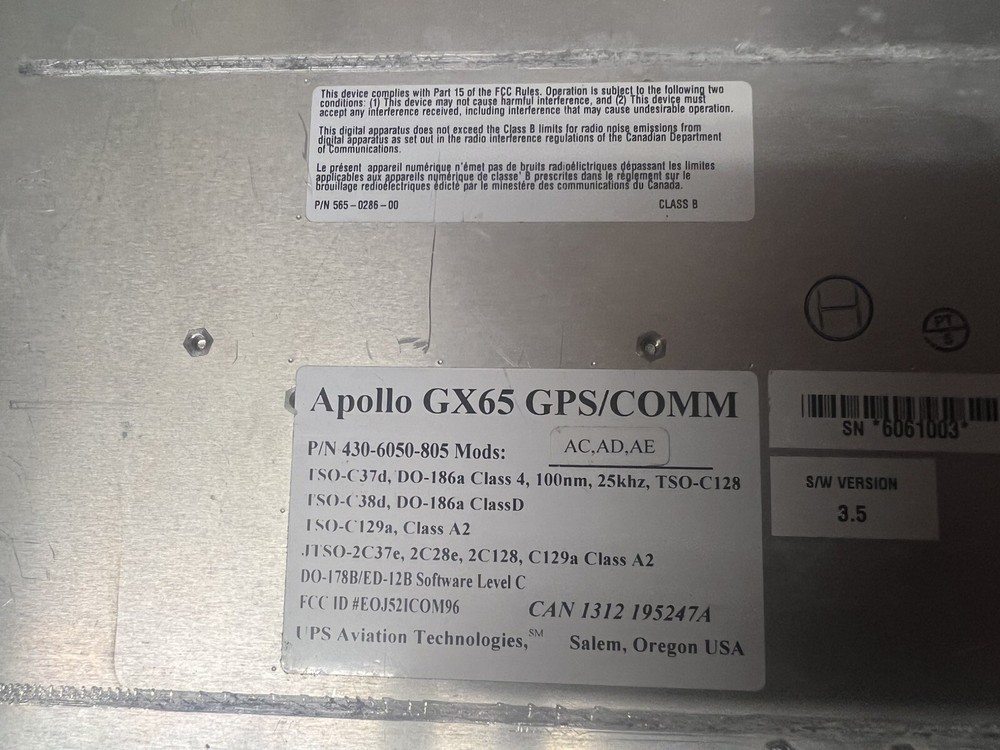 This device complies with Part 15 of the FCC Rules. Operation is subject to the following two
conditions: (1) This device may not cause harmful interference, and (2) This device must
accept any interference received, including interference that may cause undesirable operation.
This digital apparatus does not exceed the Class B limits for radio noise emissions from
digital apparatus as set out in the radio interference regulations of the Canadian Department
of Communications.
Le présent appareil numérique n'émet pas de bruits radioélictriques dépassant les limites
applicables aux appareils numérique de classe' B prescrites dans le réglement sur le
brouillage redioélectriques édicté par le ministére des communications du Canada.
P/N 565-0286-00 CLASS B
H
PT
S
Apollo GX65 GPS/COMM
P/N 430-6050-805 Mods: AC,AD,AE
TSO-C37d, DO-186a Class 4, 100nm, 25khz, TSO-C128
TSO-C38d, DO-186a ClassD
TSO-C129a, Class A2
JTSO-2C37e, 2C28e, 2C128, C129a Class A2
DO-178B/ED-12B Software Level C
FCC ID #EOJ52ICOM96 CAN 1312 195247A
UPS Aviation Technologies,SM Salem, Oregon USA
SN *6061003*
S/W VERSION
3.5